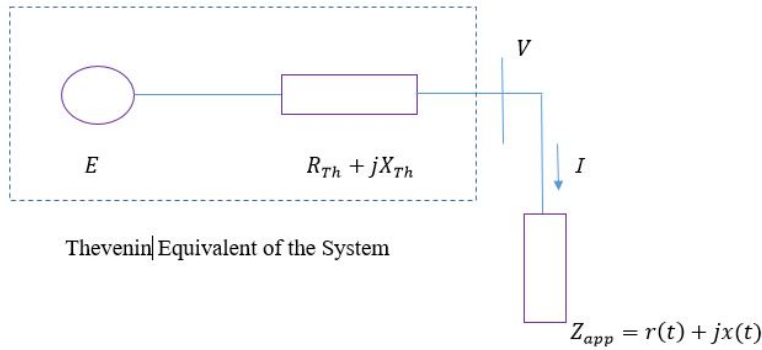 V
E
R_{Th} + jX_{Th}
I
Thevenin Equivalent of the System
Z_{app} = r(t) + jx(t)